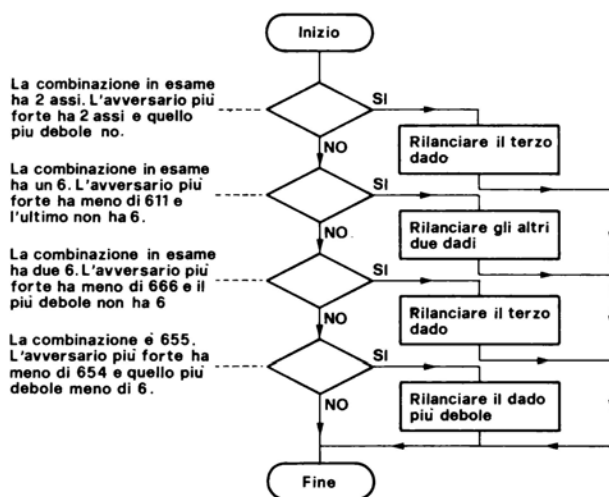 Inizio
La combinazione in esame
ha 2 assi. L'avversario più
forte ha 2 assi e quello
piu debole no.
SI
Rilanciare il terzo
dado
NO
La combinazione in esame
ha un 6. L'avversario più
forte ha meno di 611 e
l'ultimo non ha 6.
SI
Rilanciare gli altri
due dadi
NO
La combinazione in esame
ha due 6. L'avversario più
forte ha meno di 666 e il
più debole non ha 6
SI
Rilanciare il terzo
dado
NO
La combinazione è 655.
L'avversario più forte ha
meno di 654 e quello più
debole meno di 6.
SI
Rilanciare il dado
più debole
NO
Fine